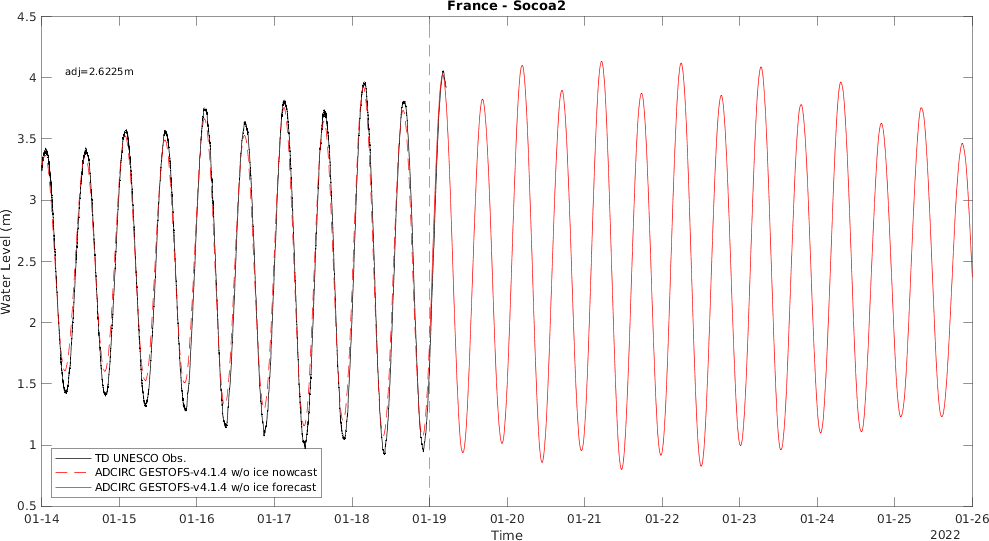 France - Socoa2
adj=2.6225m
Water Level (m)
4.5
4
3.5
3
2.5
2
1.5
1
0.5
TD UNESCO Obs.
ADCIRC GESTOFS-v4.1.4 w/o ice nowcast
ADCIRC GESTOFS-v4.1.4 w/o ice forecast
01-14 01-15 01-16 01-17 01-18 01-19 01-20 01-21 01-22 01-23 01-24 01-25 01-26
Time
2022